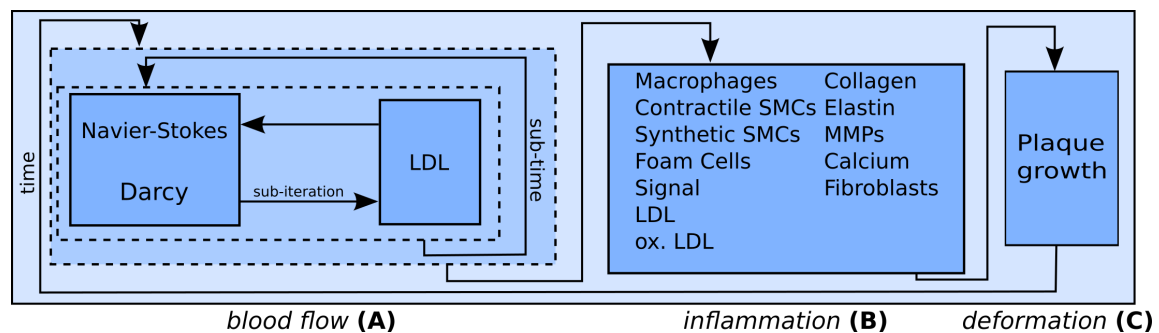 time
Navier-Stokes
Darcy
sub-iteration
LDL
sub-time
Macrophages
Contractile SMCs
Synthetic SMCs
Foam Cells
Signal
LDL
ox. LDL
Collagen
Elastin
MMPs
Calcium
Fibroblasts
Plaque
growth
blood flow (A)
inflammation (B)
deformation (C)